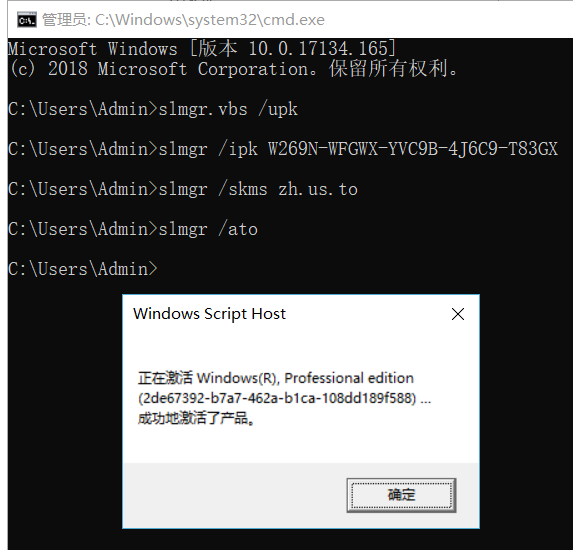 管理员: C:\Windows\system32\cmd.exe
Microsoft Windows [版本 10.0.17134.165]
(c) 2018 Microsoft Corporation。保留所有权利。
C:\Users\Admin>slmgr.vbs /upk
C:\Users\Admin>slmgr /ipk W269N-WFGWX-YVC9B-4J6C9-T83GX
C:\Users\Admin>slmgr /skms zh.us.to
C:\Users\Admin>slmgr /ato
C:\Users\Admin>
Windows Script Host
正在激活 Windows(R), Professional edition
(2de67392-b7a7-462a-b1ca-108dd189f588) ...
成功地激活了产品。
确定